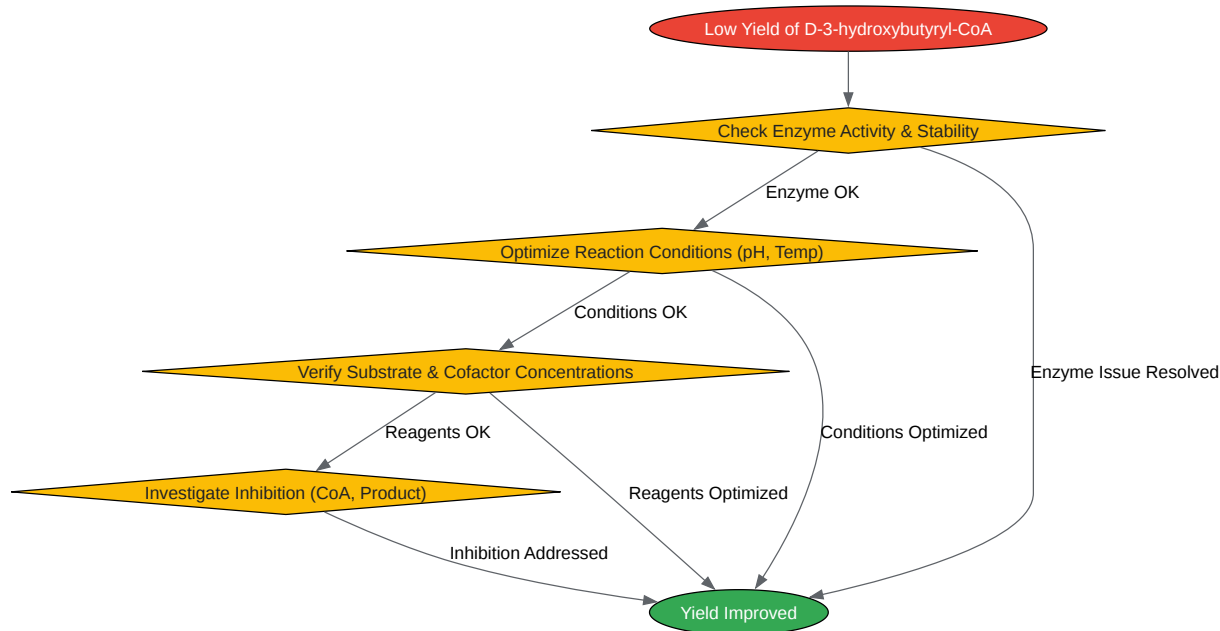 Low Yield of D-3-hydroxybutyryl-CoA
Check Enzyme Activity & Stability
Enzyme OK
Optimize Reaction Conditions (pH, Temp)
Conditions OK
Verify Substrate & Cofactor Concentrations
Enzyme Issue Resolved
Reagents OK
Conditions Optimized
Investigate Inhibition (CoA, Product)
Reagents Optimized
Inhibition Addressed
Yield Improved